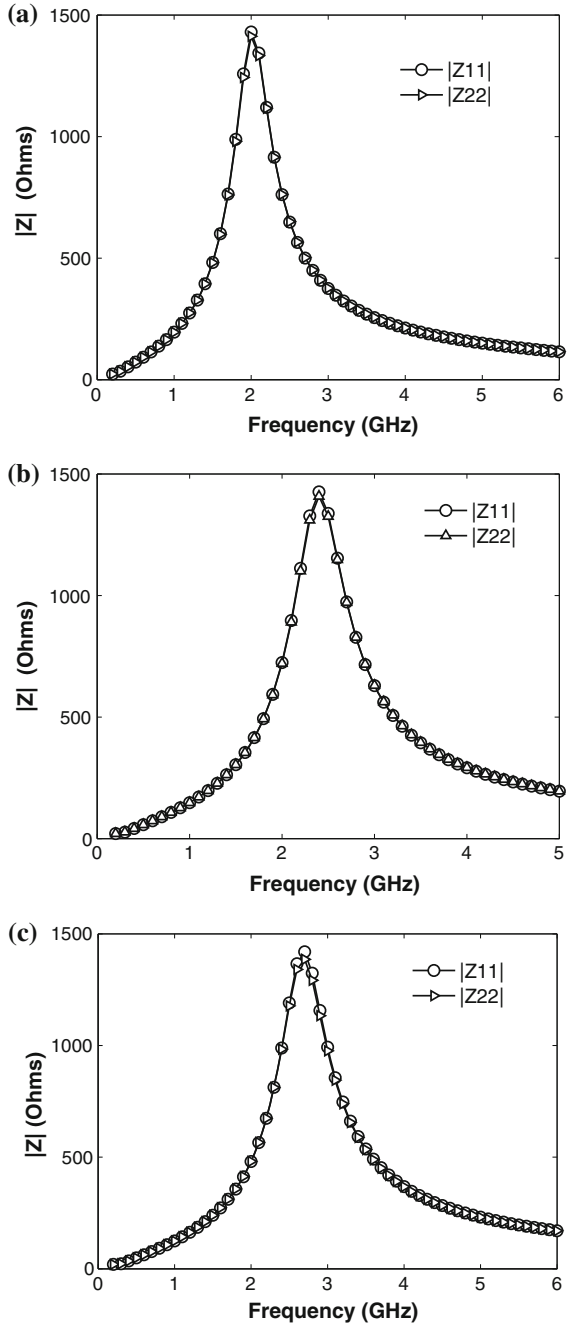 (a)
1500
1000
500
0
|Z| (Ohms)
|Z11|
|Z22|
0 1 2 3 4 5 6
Frequency (GHz)
(b)
1500
1000
500
0
|Z| (Ohms)
|Z11|
|Z22|
0 1 2 3 4 5
Frequency (GHz)
(c)
1500
1000
500
0
|Z| (Ohms)
|Z11|
|Z22|
0 1 2 3 4 5 6
Frequency (GHz)